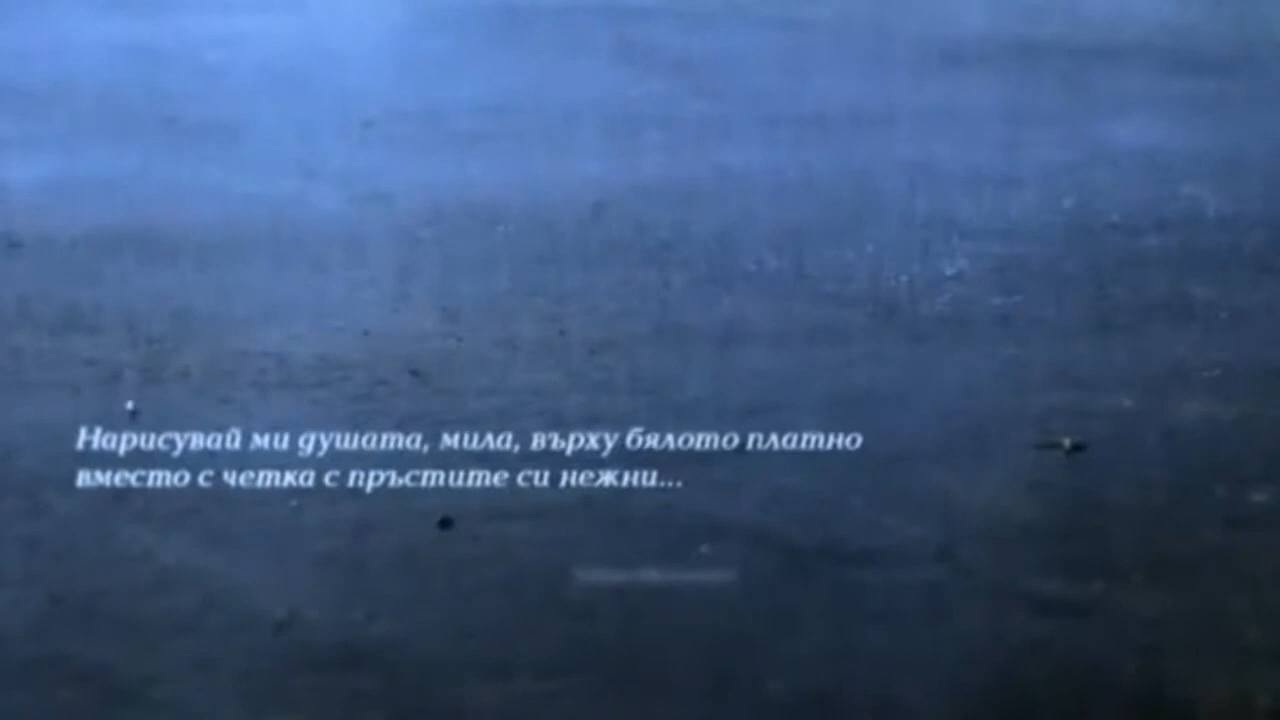 Нарисувай ми душата, мила, върху бялото платно
вместо с четка с пръстите си нежни...